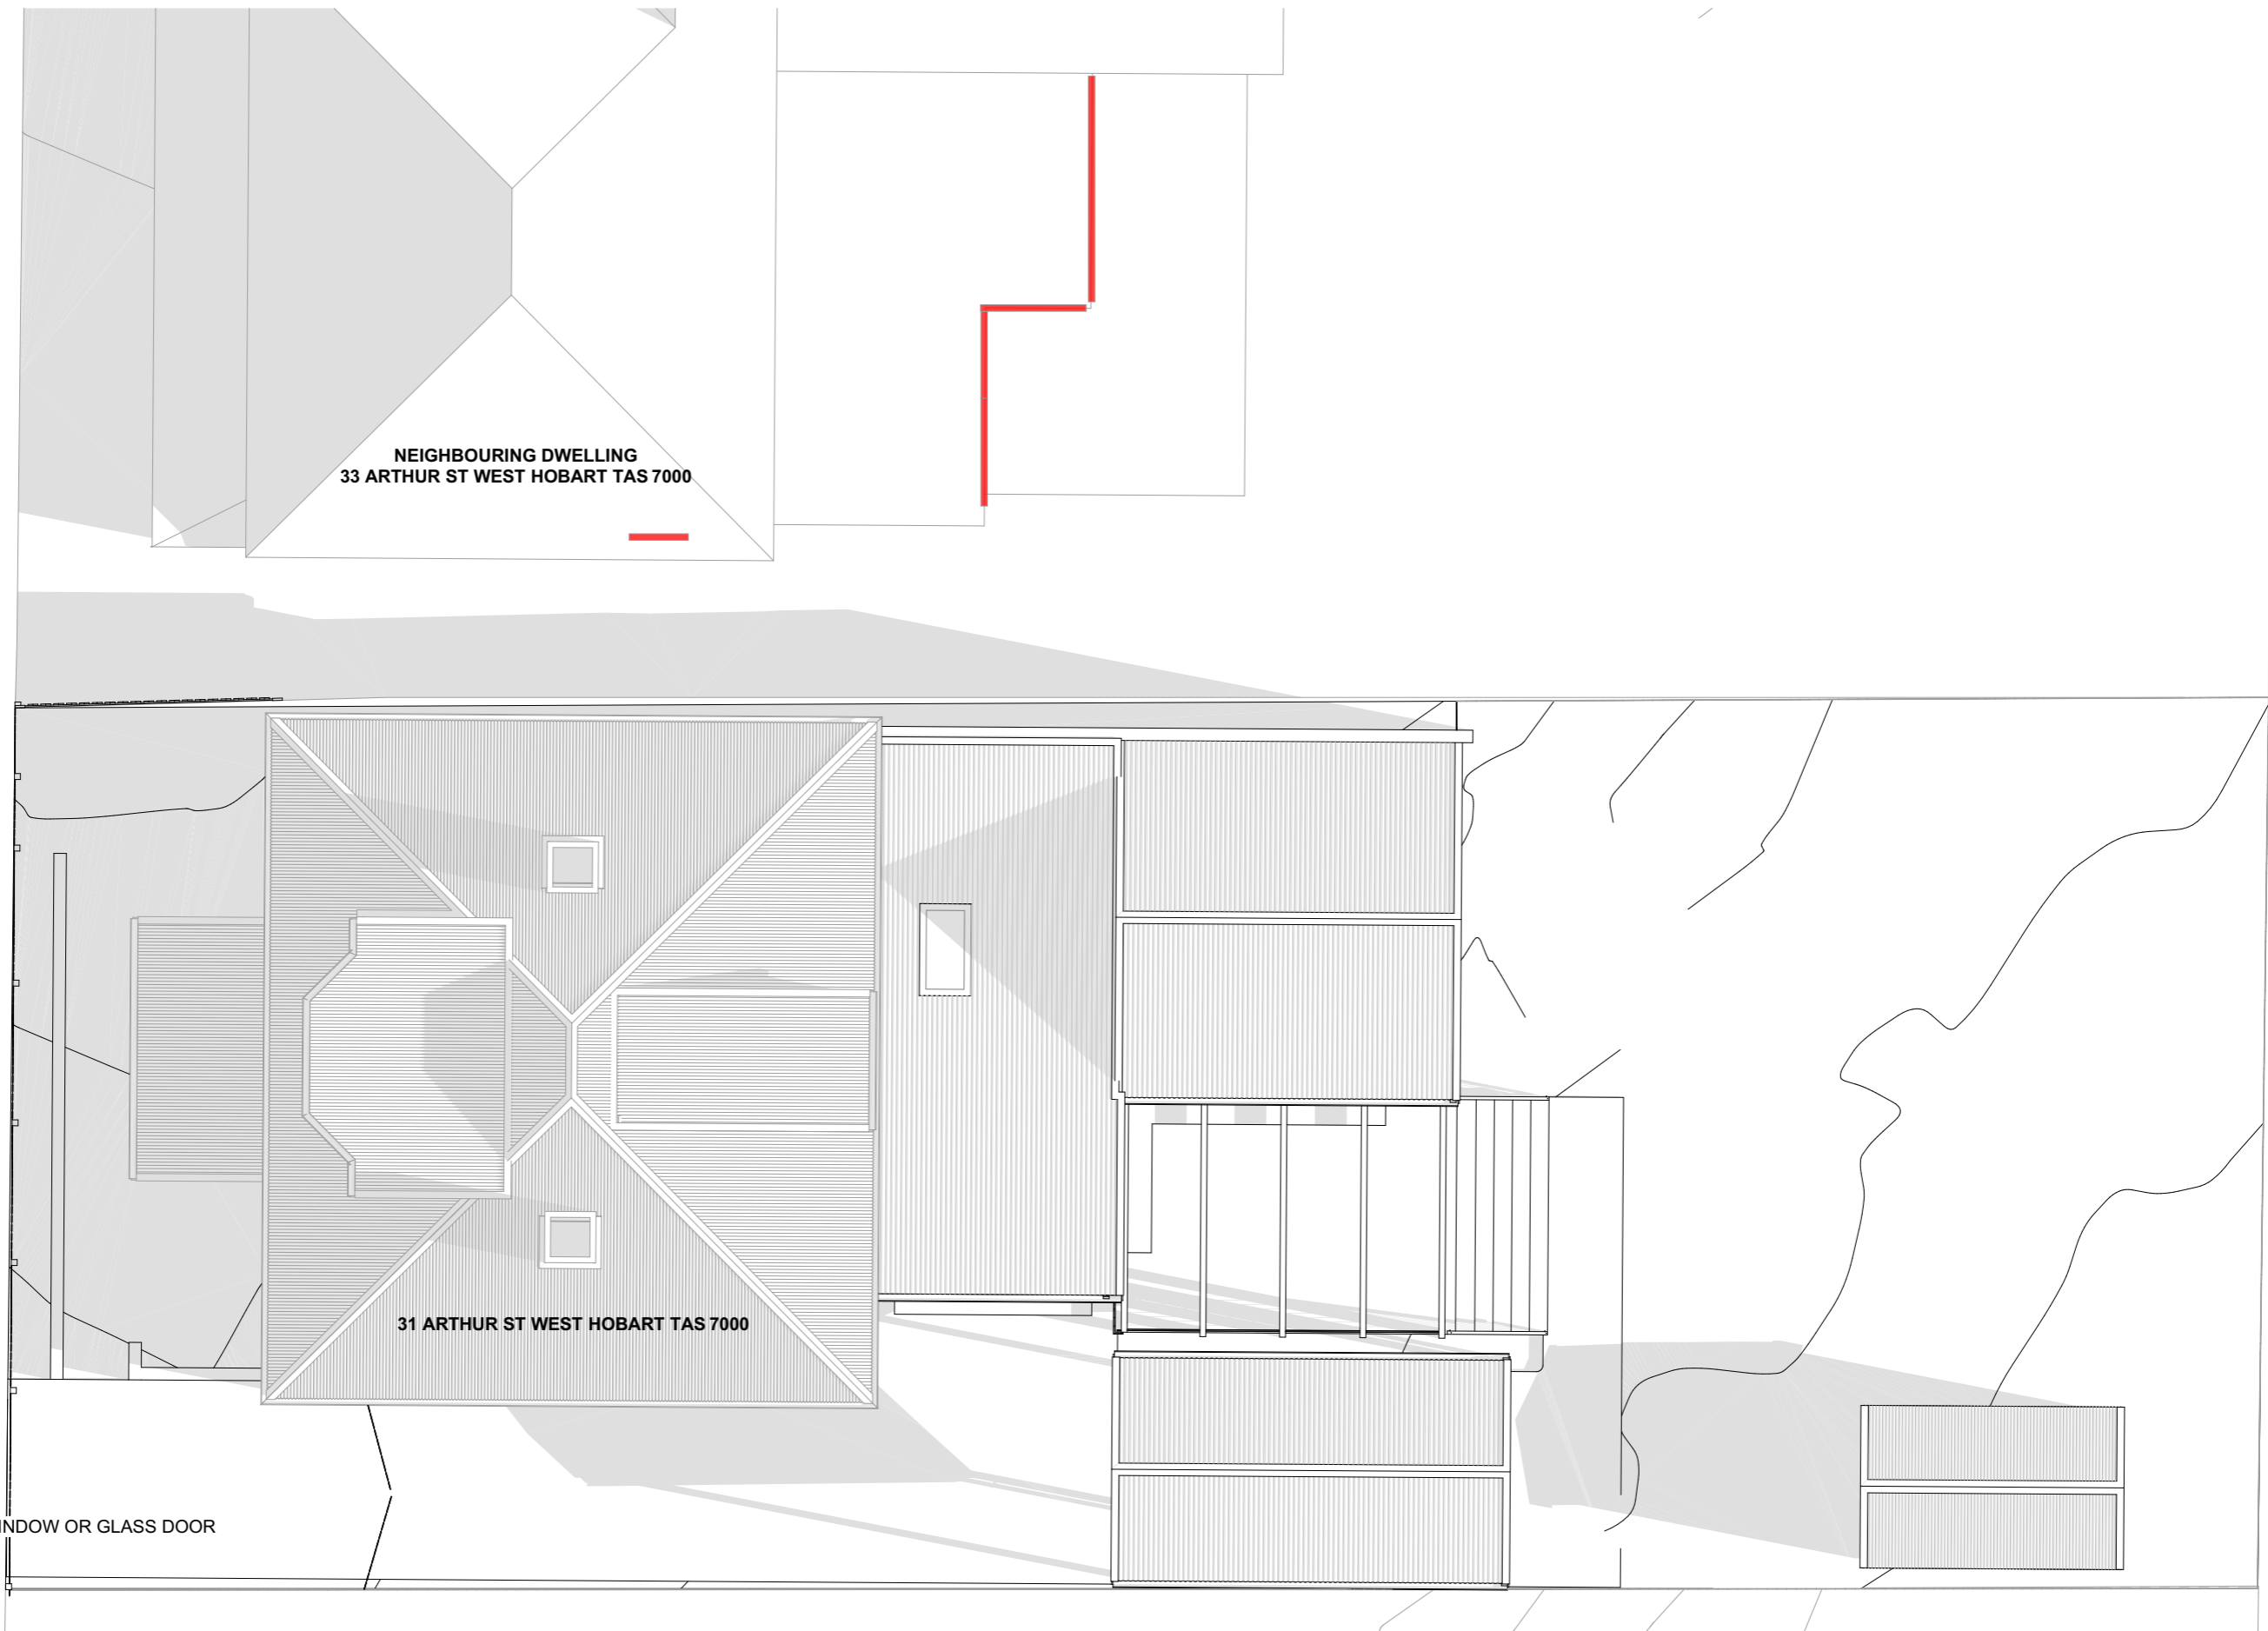 NEIGHBOURING DWELLING
33 ARTHUR ST WEST HOBART TAS 7000
31 ARTHUR ST WEST HOBART TAS 7000
NDOW OR GLASS DOOR